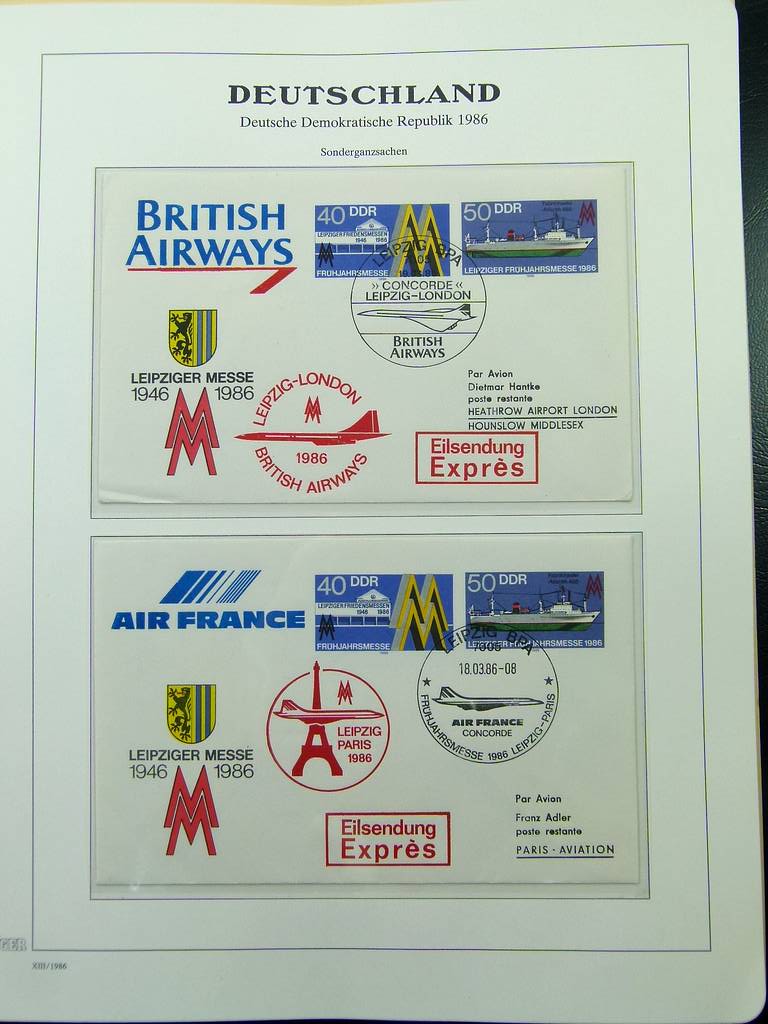 DEUTSCHLAND
Deutsche Demokratische Republik 1986
Sonderganzsachen
BRITISH
AIRWAYS
40 DDR
LEIPZIGER FRIEDENSMESSEN
1946 1986
FRÜHJAHRSMESSE
50 DDR
LEIPZIGER FRÜHJAHRSMESSE 1986
LEIPZIG BPA
» CONCORDE «
LEIPZIG-LONDON
BRITISH
AIRWAYS
LEIPZIGER MESSE
1946 1986
LEIPZIG-LONDON
1986
BRITISH AIRWAYS
Par Avion
Dietmar Hantke
poste restante
HEATHROW AIRPORT LONDON
HOUNSLOW MIDDLESEX
Eilsendung
Exprès
AIR FRANCE
40 DDR
LEIPZIGER FRIEDENSMESSEN
1946 1986
FRÜHJAHRSMESSE
50 DDR
LEIPZIGER FRÜHJAHRSMESSE 1986
LEIPZIG BPA
18.03.86-08
AIR FRANCE
CONCORDE
FRÜHJAHRSMESSE 1986 LEIPZIG-PARIS
LEIPZIGER MESSE
1946 1986
LEIPZIG
PARIS
1986
Par Avion
Franz Adler
poste restante
PARIS - AVIATION
Eilsendung
Exprès
XIII/1986